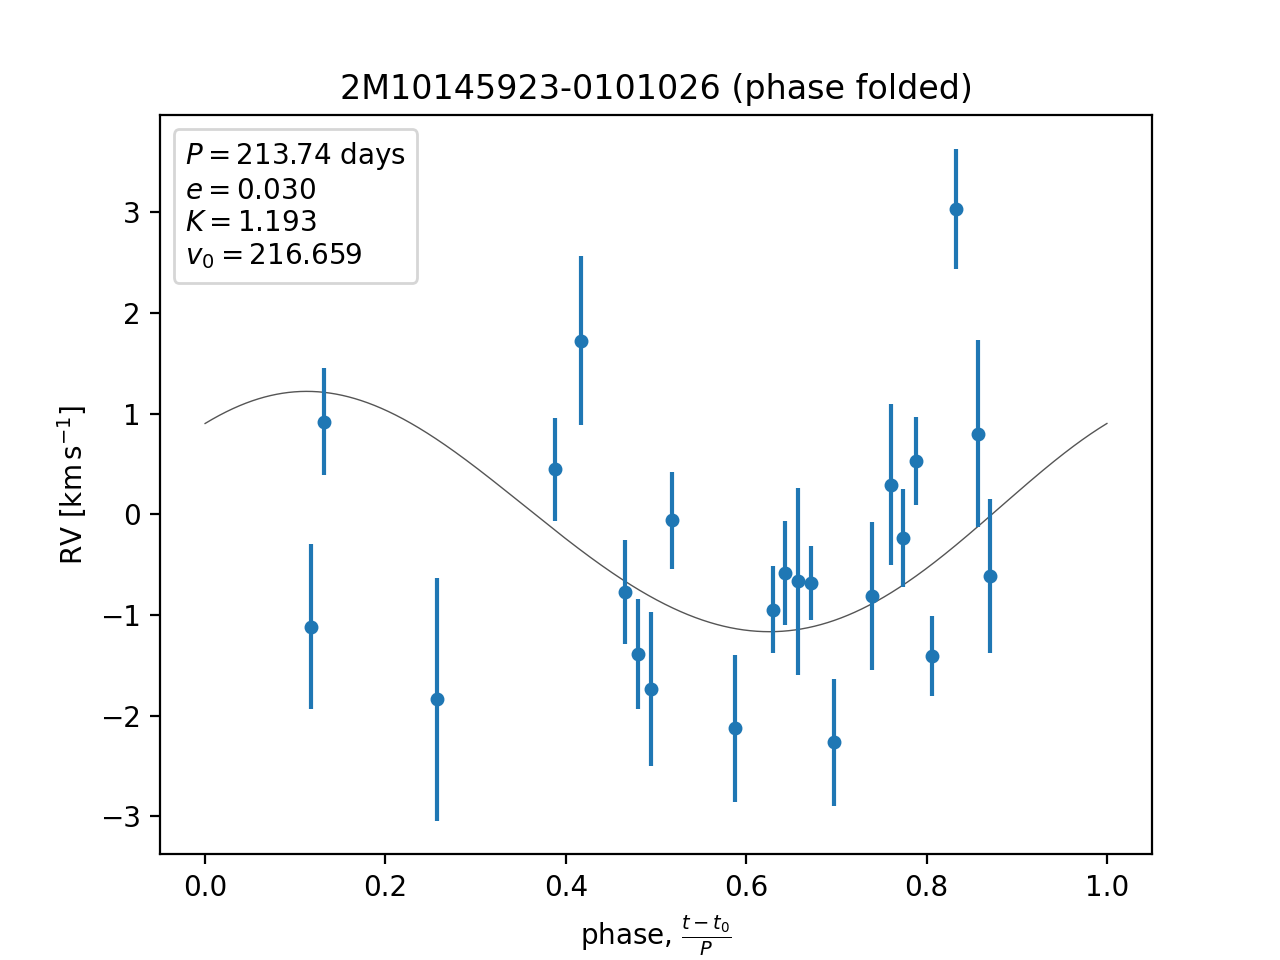 2M10145923-0101026 (phase folded)
P = 213.74 days
e = 0.030
K = 1.193
v₀ = 216.659
3
2
1
0
−1
−2
−3
RV [km s⁻¹]
0.0 0.2 0.4 0.6 0.8 1.0
phase, (t − t₀)/P